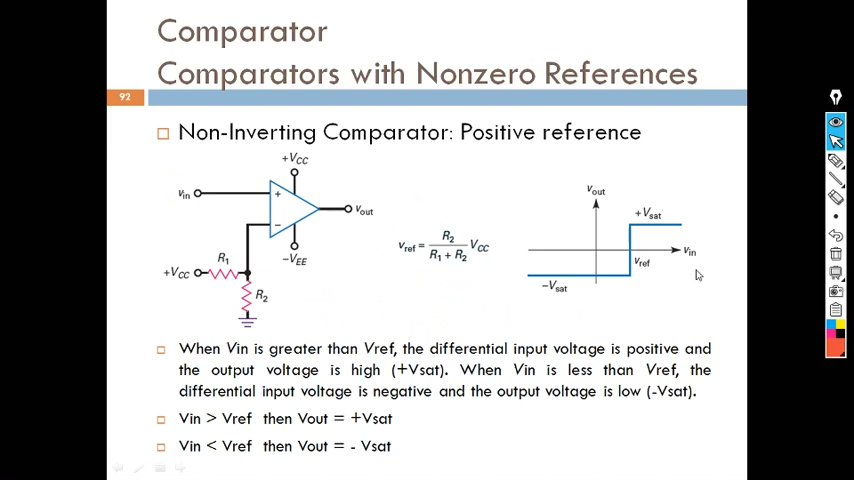 Comparator
Comparators with Nonzero References
92
Non-Inverting Comparator: Positive reference
+VCC
vin
+
vout
−
−VEE
R1
+VCC
R2
vref = R2 / R1 + R2 VCC
vout
+Vsat
vin
vref
−Vsat
When Vin is greater than Vref, the differential input voltage is positive and
the output voltage is high (+Vsat). When Vin is less than Vref, the
differential input voltage is negative and the output voltage is low (-Vsat).
Vin > Vref then Vout = +Vsat
Vin < Vref then Vout = - Vsat